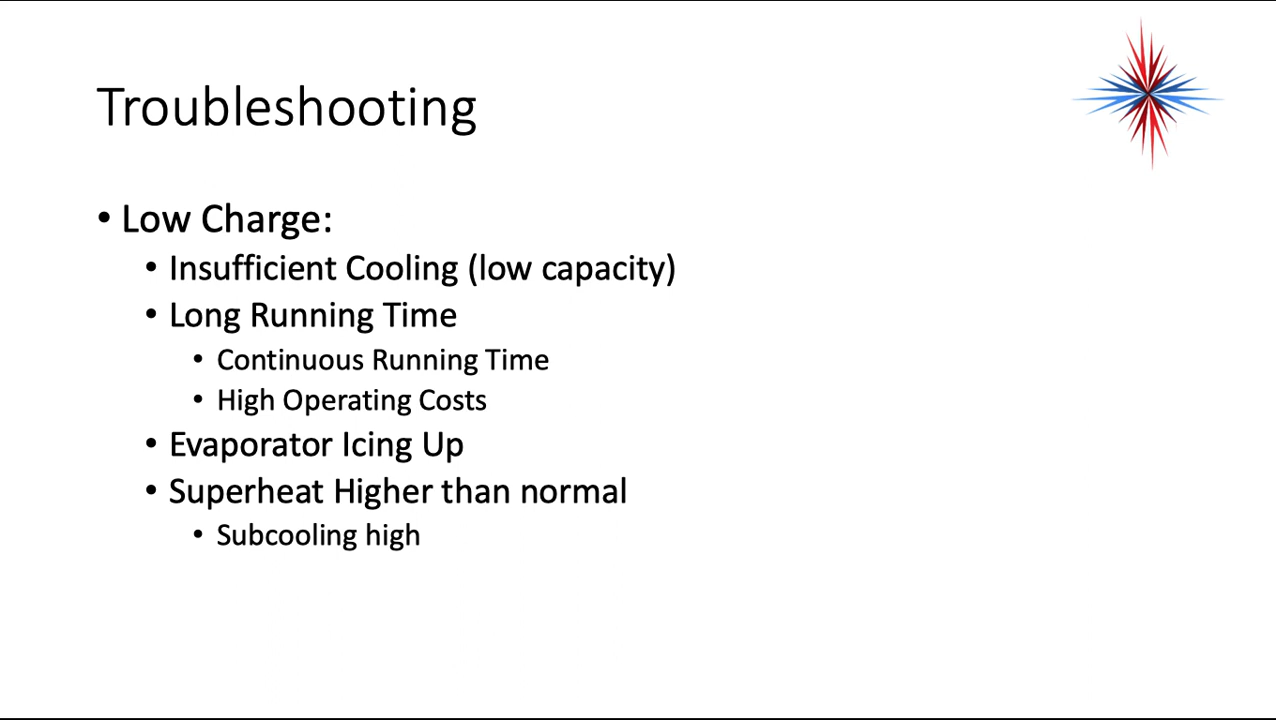 Troubleshooting
• Low Charge:
• Insufficient Cooling (low capacity)
• Long Running Time
• Continuous Running Time
• High Operating Costs
• Evaporator Icing Up
• Superheat Higher than normal
• Subcooling high